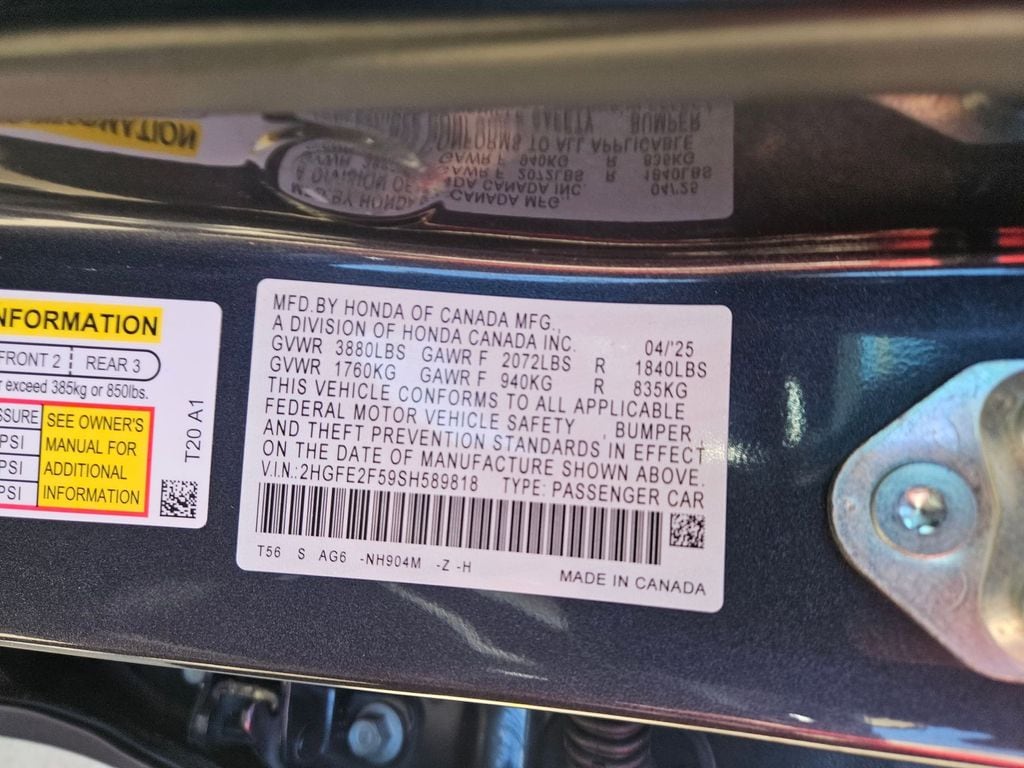 NFORMATION
FRONT 2 REAR 3
exceed 385kg or 850lbs.
SSURE
PSI
PSI
PSI
SEE OWNER'S
MANUAL FOR
ADDITIONAL
INFORMATION
T20 A1
MFD.BY HONDA OF CANADA MFG.,
A DIVISION OF HONDA CANADA INC. 04/'25
GVWR 3880LBS GAWR F 2072LBS R 1840LBS
GVWR 1760KG GAWR F 940KG R 835KG
THIS VEHICLE CONFORMS TO ALL APPLICABLE
FEDERAL MOTOR VEHICLE SAFETY , BUMPER
AND THEFT PREVENTION STANDARDS IN EFFECT
ON THE DATE OF MANUFACTURE SHOWN ABOVE.
V.I.N.:2HGFE2F59SH589818 TYPE: PASSENGER CAR
T56 S AG6 -NH904M -Z -H
MADE IN CANADA